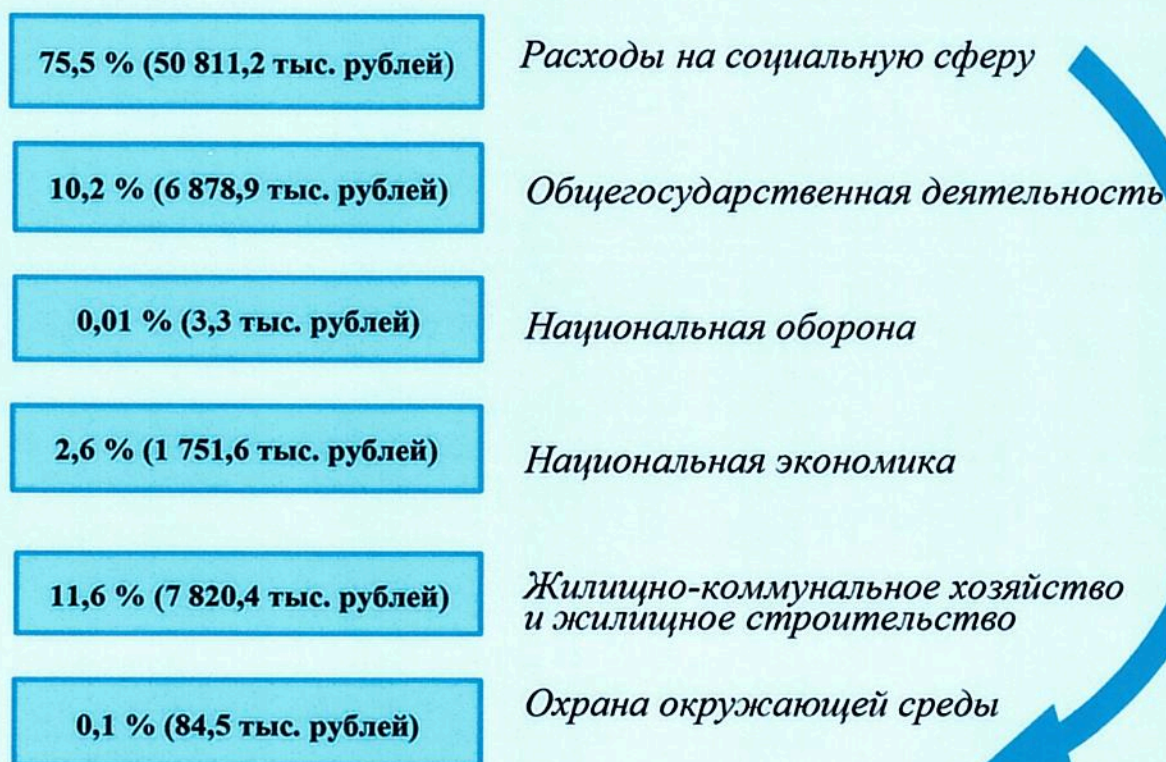 75,5 % (50 811,2 тыс. рублей)
Расходы на социальную сферу
10,2 % (6 878,9 тыс. рублей)
Общегосударственная деятельность
0,01 % (3,3 тыс. рублей)
Национальная оборона
2,6 % (1 751,6 тыс. рублей)
Национальная экономика
11,6 % (7 820,4 тыс. рублей)
Жилищно-коммунальное хозяйство
и жилищное строительство
0,1 % (84,5 тыс. рублей)
Охрана окружающей среды